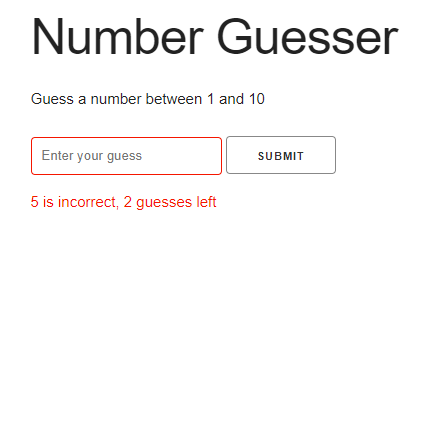 Number Guesser
Guess a number between 1 and 10
Enter your guess SUBMIT
5 is incorrect, 2 guesses left